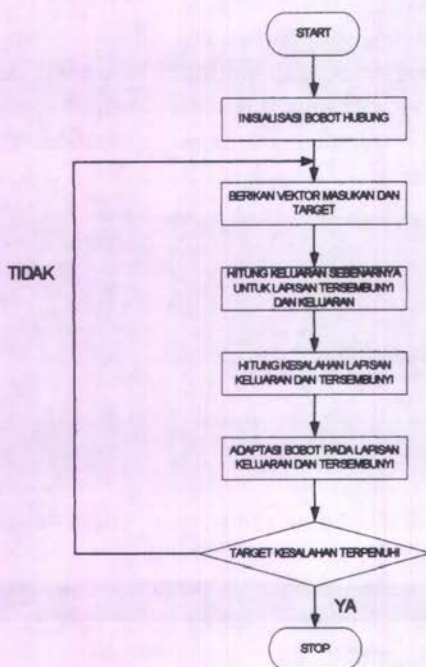 START
INISIALISASI BOBOT HUBUNG
BERIKAN VEKTOR MASUKAN DAN
TARGET
TIDAK
HITUNG KELUARAN SEBENARNYA
UNTUK LAPISAN TERSEMBUNYI
DAN KELUARAN
HITUNG KESALAHAN LAPISAN
KELUARAN DAN TERSEMBUNYI
ADAPTASI BOBOT PADA LAPISAN
KELUARAN DAN TERSEMBUNYI
TARGET KESALAHAN TERPENUHI
YA
STOP